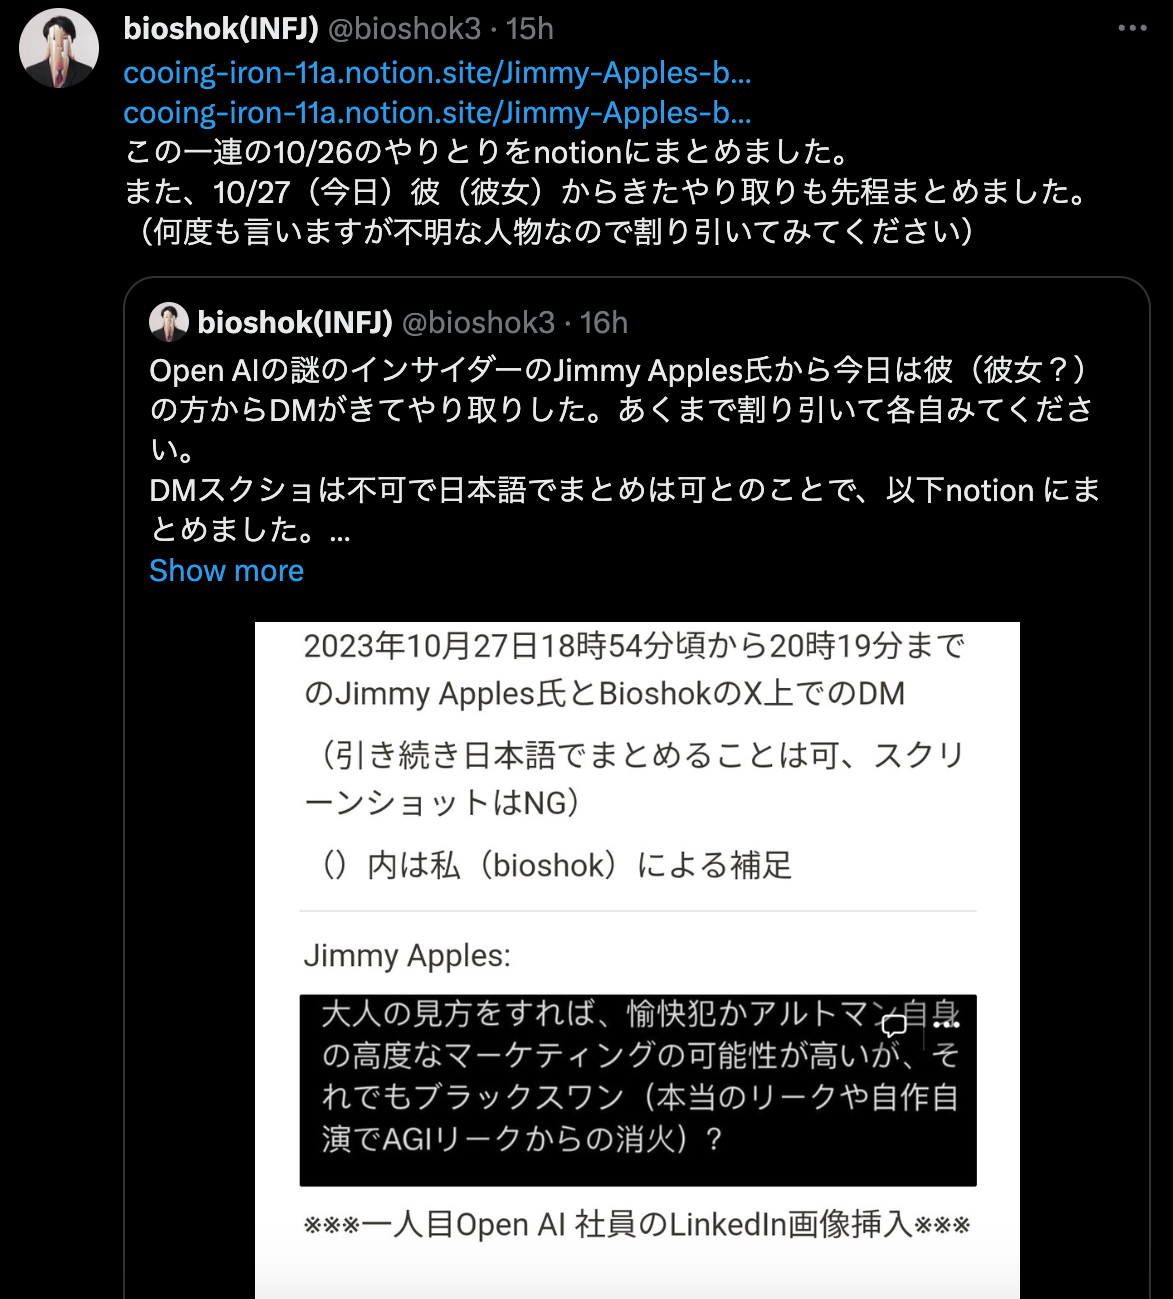 bioshok(INFJ) @bioshok3 · 15h
cooing-iron-11a.notion.site/Jimmy-Apples-b...
cooing-iron-11a.notion.site/Jimmy-Apples-b...
この一連の10/26のやりとりをnotionにまとめました。
また、10/27（今日）彼（彼女）からきたやり取りも先程まとめました。
（何度も言いますが不明な人物なので割り引いてみてください）
bioshok(INFJ) @bioshok3 · 16h
Open AIの謎のインサイダーのJimmy Apples氏から今日は彼（彼女？）
の方からDMがきてやり取りした。あくまで割り引いて各自みてくださ
い。
DMスクショは不可で日本語でまとめは可とのことで、以下notion にま
とめました。...
Show more
2023年10月27日18時54分頃から20時19分まで
のJimmy Apples氏とBioshokのX上でのDM
（引き続き日本語でまとめることは可、スクリ
ーンショットはNG）
（）内は私（bioshok）による補足
Jimmy Apples:
大人の見方をすれば、愉快犯かアルトマン自身
の高度なマーケティングの可能性が高いが、そ
れでもブラックスワン（本当のリークや自作自
演でAGIリークからの消火）？
※※※一人目Open AI 社員のLinkedIn画像挿入※※※